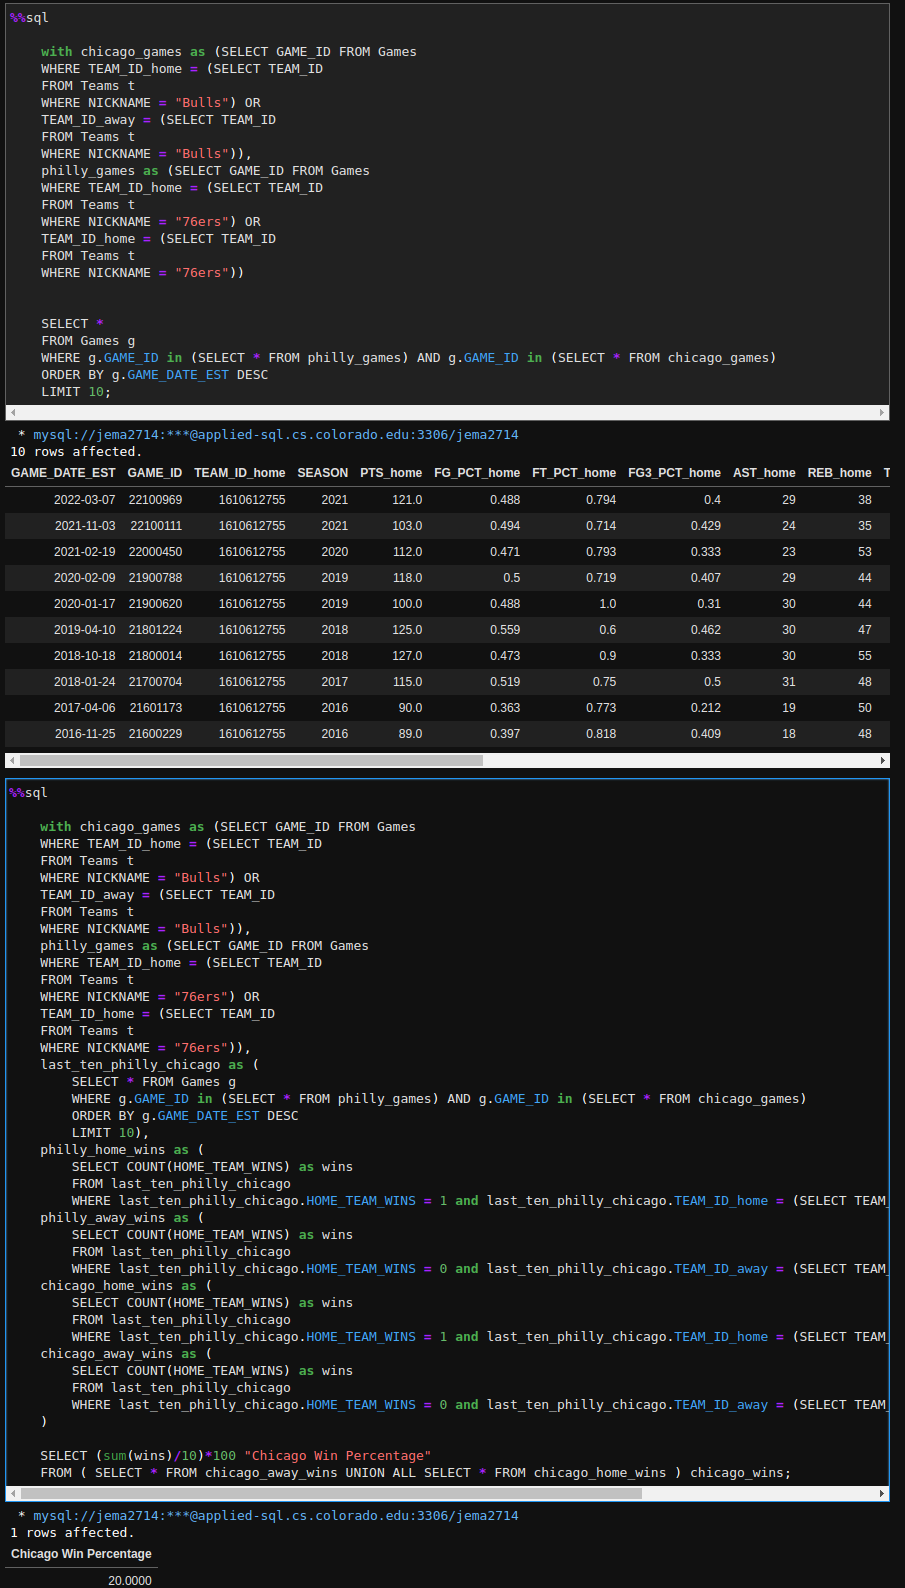 %%sql
with chicago_games as (SELECT GAME_ID FROM Games
WHERE TEAM_ID_home = (SELECT TEAM_ID
FROM Teams t
WHERE NICKNAME = "Bulls") OR
TEAM_ID_away = (SELECT TEAM_ID
FROM Teams t
WHERE NICKNAME = "Bulls")),
philly_games as (SELECT GAME_ID FROM Games
WHERE TEAM_ID_home = (SELECT TEAM_ID
FROM Teams t
WHERE NICKNAME = "76ers") OR
TEAM_ID_home = (SELECT TEAM_ID
FROM Teams t
WHERE NICKNAME = "76ers"))
SELECT *
FROM Games g
WHERE g.GAME_ID in (SELECT * FROM philly_games) AND g.GAME_ID in (SELECT * FROM chicago_games)
ORDER BY g.GAME_DATE_EST DESC
LIMIT 10;
* mysql://jema2714:***@applied-sql.cs.colorado.edu:3306/jema2714
10 rows affected.
GAME_DATE_EST GAME_ID TEAM_ID_home SEASON PTS_home FG_PCT_home FT_PCT_home FG3_PCT_home AST_home REB_home T
2022-03-07 22100969 1610612755 2021 121.0 0.488 0.794 0.4 29 38
2021-11-03 22100111 1610612755 2021 103.0 0.494 0.714 0.429 24 35
2021-02-19 22000450 1610612755 2020 112.0 0.471 0.793 0.333 23 53
2020-02-09 21900788 1610612755 2019 118.0 0.5 0.719 0.407 29 44
2020-01-17 21900620 1610612755 2019 100.0 0.488 1.0 0.31 30 44
2019-04-10 21801224 1610612755 2018 125.0 0.559 0.6 0.462 30 47
2018-10-18 21800014 1610612755 2018 127.0 0.473 0.9 0.333 30 55
2018-01-24 21700704 1610612755 2017 115.0 0.519 0.75 0.5 31 48
2017-04-06 21601173 1610612755 2016 90.0 0.363 0.773 0.212 19 50
2016-11-25 21600229 1610612755 2016 89.0 0.397 0.818 0.409 18 48
%%sql
with chicago_games as (SELECT GAME_ID FROM Games
WHERE TEAM_ID_home = (SELECT TEAM_ID
FROM Teams t
WHERE NICKNAME = "Bulls") OR
TEAM_ID_away = (SELECT TEAM_ID
FROM Teams t
WHERE NICKNAME = "Bulls")),
philly_games as (SELECT GAME_ID FROM Games
WHERE TEAM_ID_home = (SELECT TEAM_ID
FROM Teams t
WHERE NICKNAME = "76ers") OR
TEAM_ID_home = (SELECT TEAM_ID
FROM Teams t
WHERE NICKNAME = "76ers")),
last_ten_philly_chicago as (
SELECT * FROM Games g
WHERE g.GAME_ID in (SELECT * FROM philly_games) AND g.GAME_ID in (SELECT * FROM chicago_games)
ORDER BY g.GAME_DATE_EST DESC
LIMIT 10),
philly_home_wins as (
SELECT COUNT(HOME_TEAM_WINS) as wins
FROM last_ten_philly_chicago
WHERE last_ten_philly_chicago.HOME_TEAM_WINS = 1 and last_ten_philly_chicago.TEAM_ID_home = (SELECT TEAM_
philly_away_wins as (
SELECT COUNT(HOME_TEAM_WINS) as wins
FROM last_ten_philly_chicago
WHERE last_ten_philly_chicago.HOME_TEAM_WINS = 0 and last_ten_philly_chicago.TEAM_ID_away = (SELECT TEAM_
chicago_home_wins as (
SELECT COUNT(HOME_TEAM_WINS) as wins
FROM last_ten_philly_chicago
WHERE last_ten_philly_chicago.HOME_TEAM_WINS = 1 and last_ten_philly_chicago.TEAM_ID_home = (SELECT TEAM_
chicago_away_wins as (
SELECT COUNT(HOME_TEAM_WINS) as wins
FROM last_ten_philly_chicago
WHERE last_ten_philly_chicago.HOME_TEAM_WINS = 0 and last_ten_philly_chicago.TEAM_ID_away = (SELECT TEAM_
)
SELECT (sum(wins)/10)*100 "Chicago Win Percentage"
FROM ( SELECT * FROM chicago_away_wins UNION ALL SELECT * FROM chicago_home_wins ) chicago_wins;
* mysql://jema2714:***@applied-sql.cs.colorado.edu:3306/jema2714
1 rows affected.
Chicago Win Percentage
20.0000